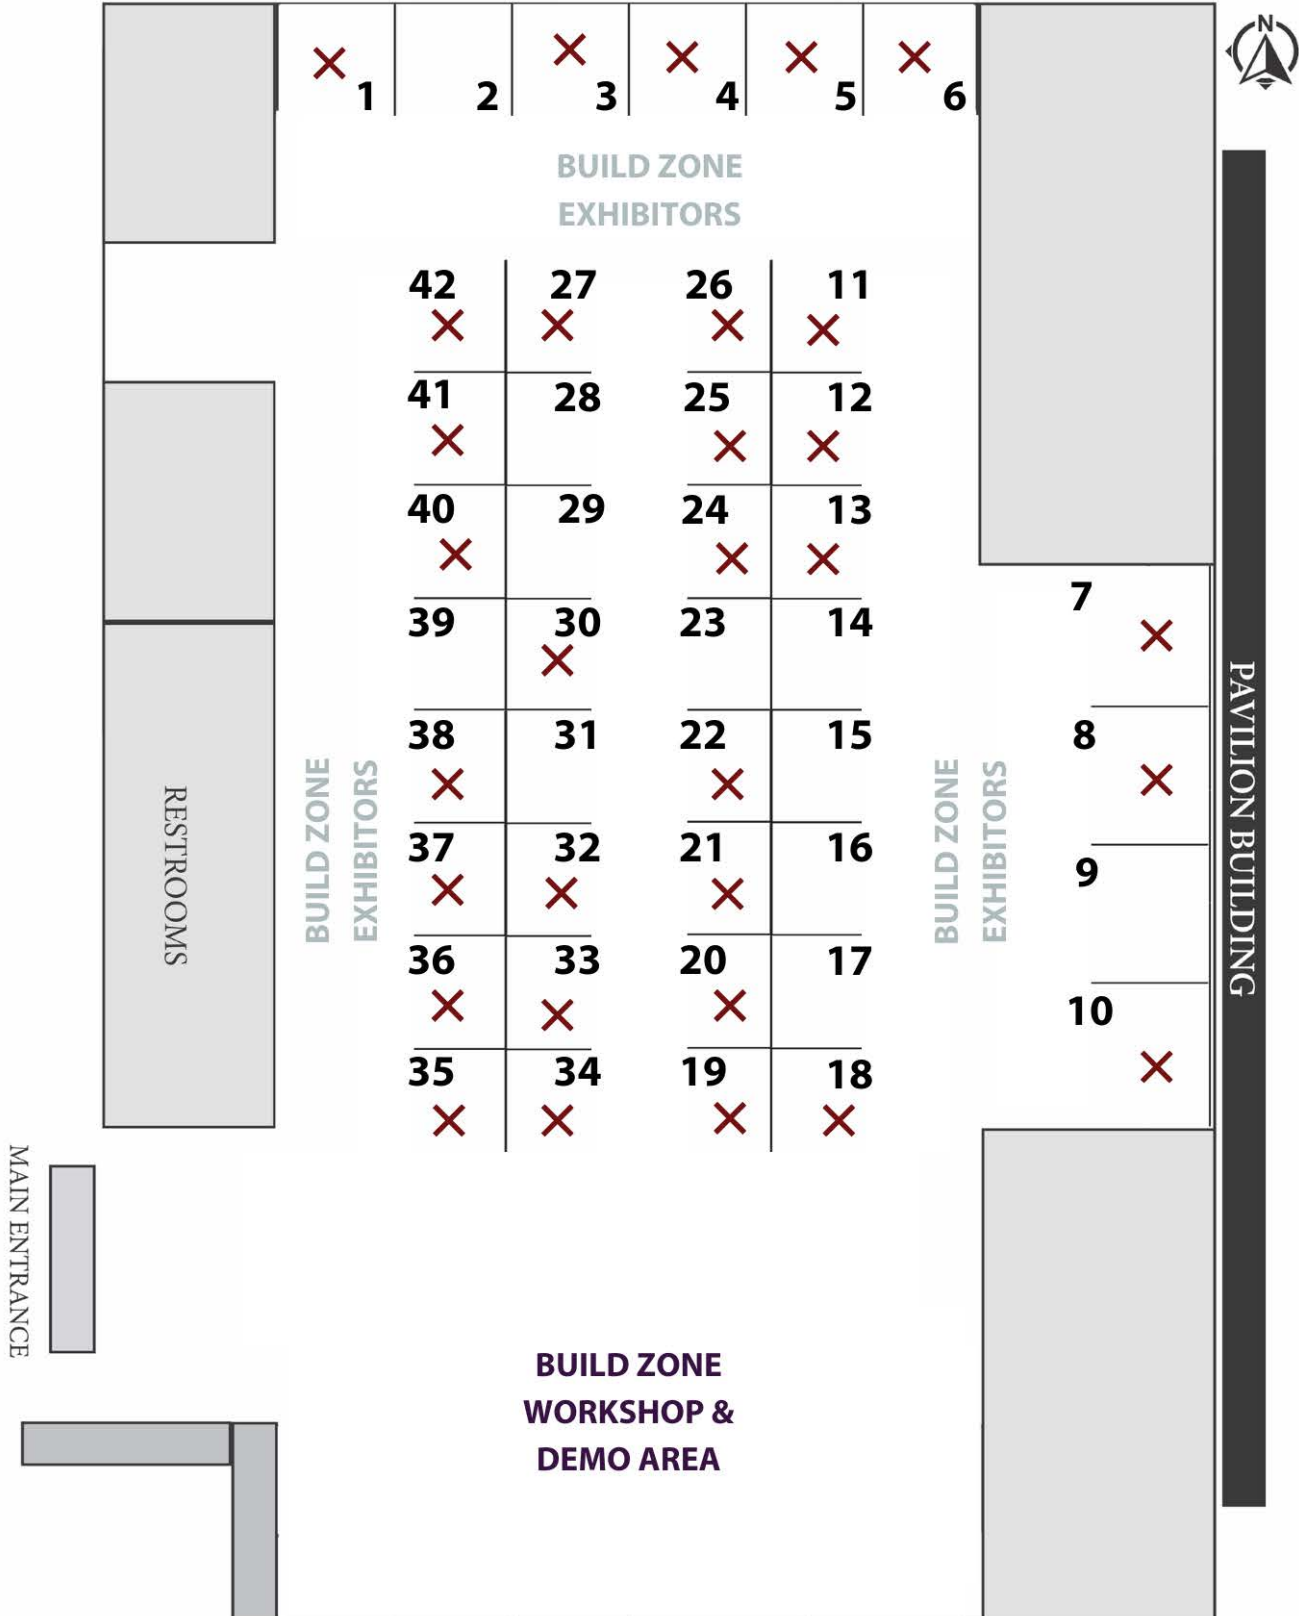 N
1 2 3 4 5 6
BUILD ZONE
EXHIBITORS
42 27 26 11
41 28 25 12
40 29 24 13
39 30 23 14
38 31 22 15
37 32 21 16
36 33 20 17
35 34 19 18
7
8
9
10
BUILD ZONE
EXHIBITORS
BUILD ZONE
EXHIBITORS
RESTROOMS
PAVILION BUILDING
MAIN ENTRANCE
BUILD ZONE
WORKSHOP &
DEMO AREA